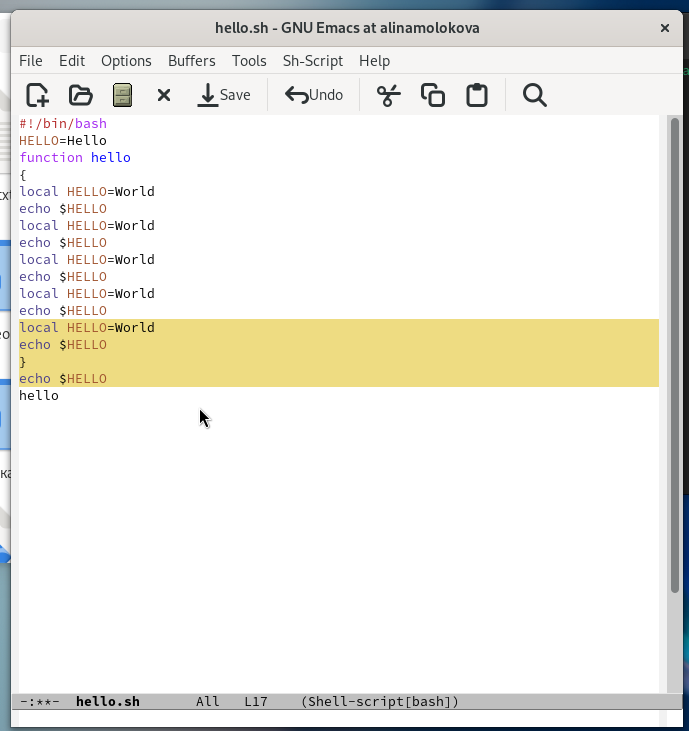 hello.sh - GNU Emacs at alinamolokova ×
File Edit Options Buffers Tools Sh-Script Help
Save Undo
#!/bin/bash
HELLO=Hello
function hello
{
local HELLO=World
echo $HELLO
local HELLO=World
echo $HELLO
local HELLO=World
echo $HELLO
local HELLO=World
echo $HELLO
local HELLO=World
echo $HELLO
}
echo $HELLO
hello
-:**- hello.sh All L17 (Shell-script[bash])